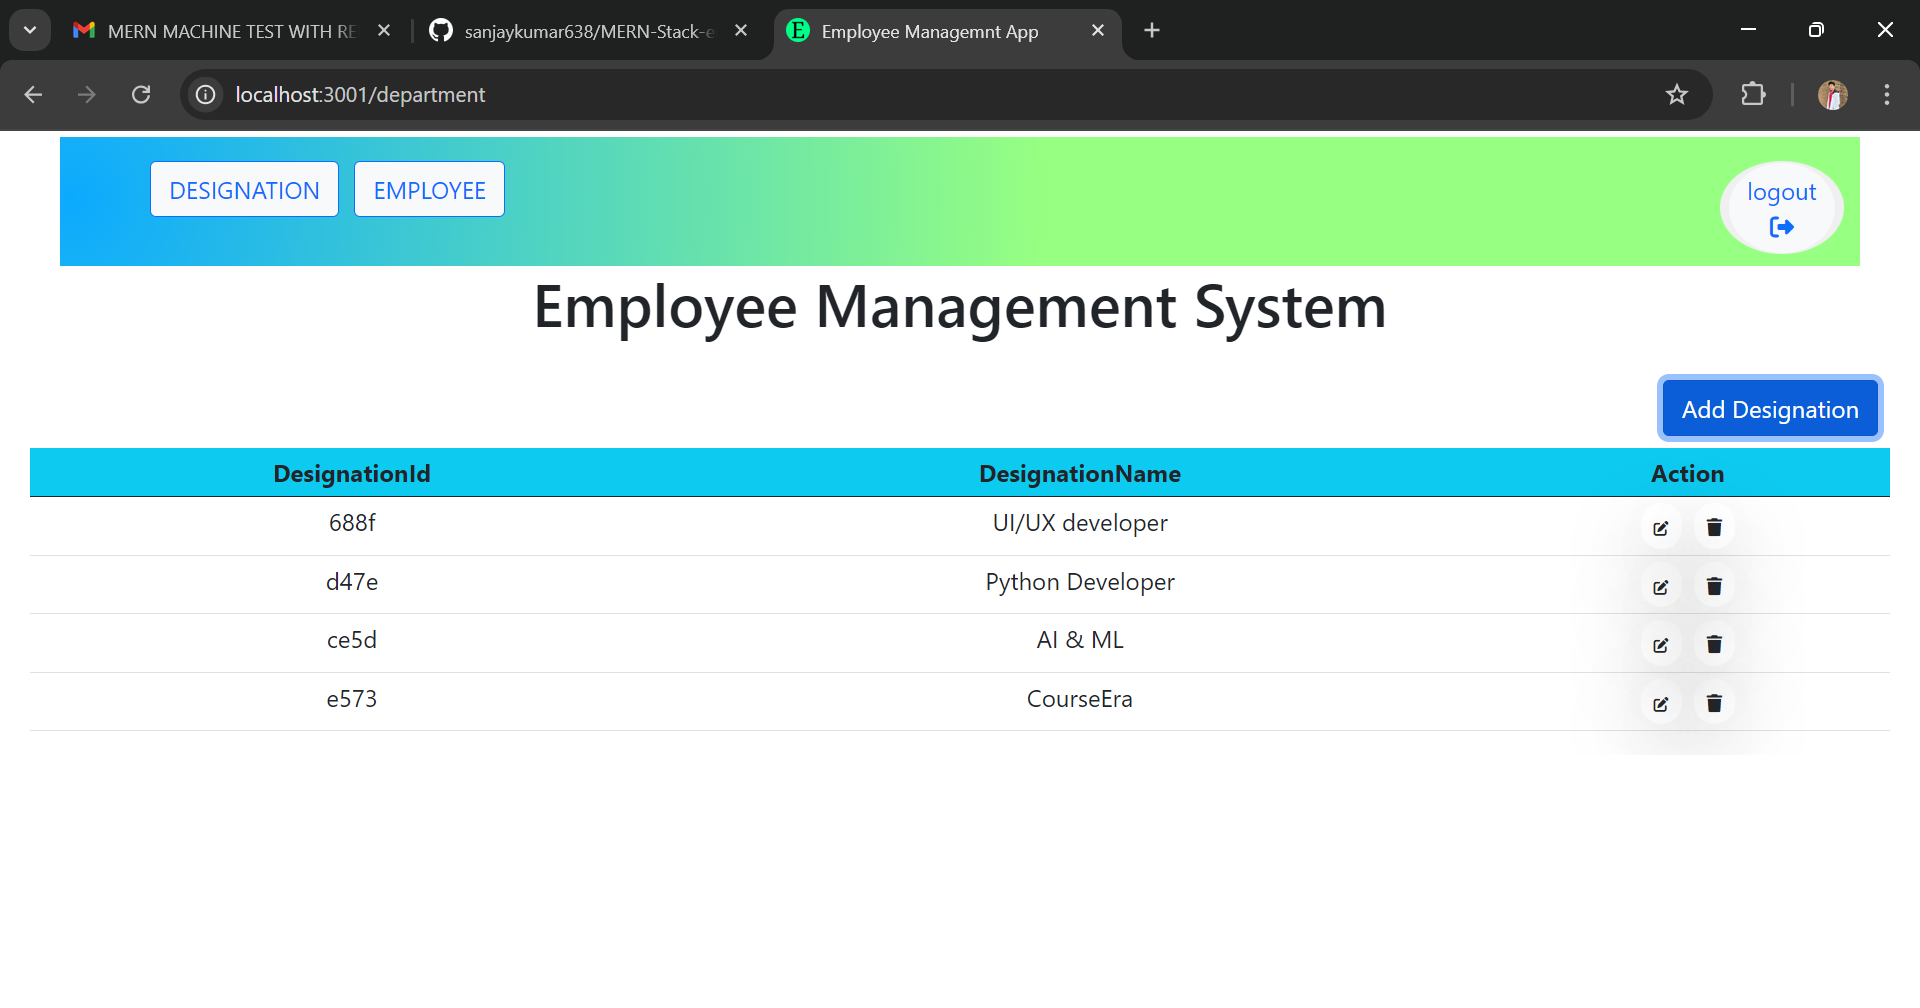 MERN MACHINE TEST WITH RE
sanjaykumar638/MERN-Stack-e
Employee Managemnt App
localhost:3001/department
DESIGNATION
EMPLOYEE
logout
Employee Management System
Add Designation
DesignationId DesignationName Action
688f UI/UX developer
d47e Python Developer
ce5d AI & ML
e573 CourseEra